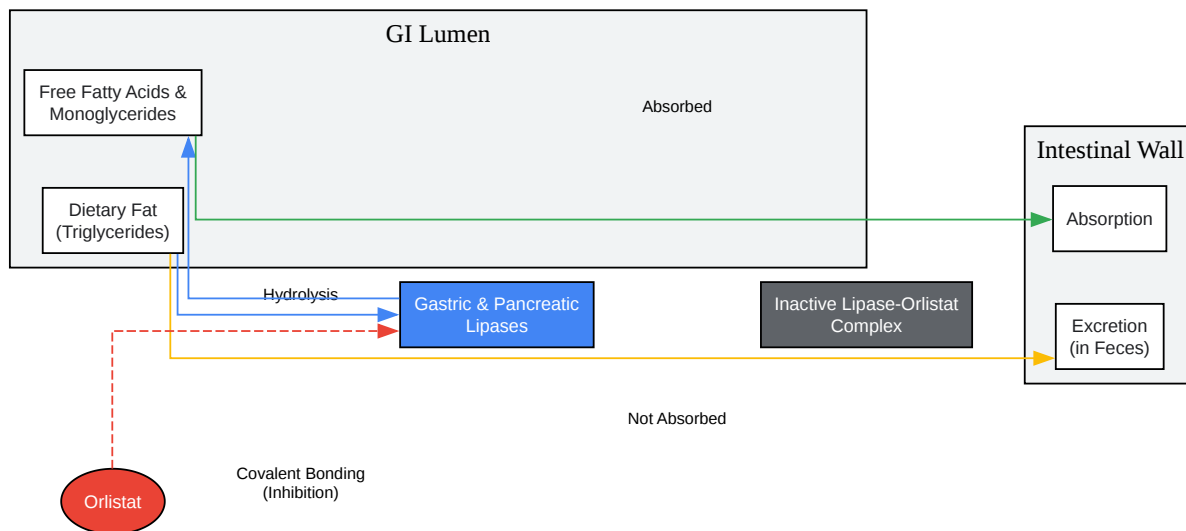 GI Lumen
Free Fatty Acids &
Monoglycerides
Absorbed
Intestinal Wall
Dietary Fat
(Triglycerides)
Absorption
Hydrolysis
Gastric & Pancreatic
Lipases
Inactive Lipase-Orlistat
Complex
Excretion
(in Feces)
Not Absorbed
Covalent Bonding
(Inhibition)
Orlistat